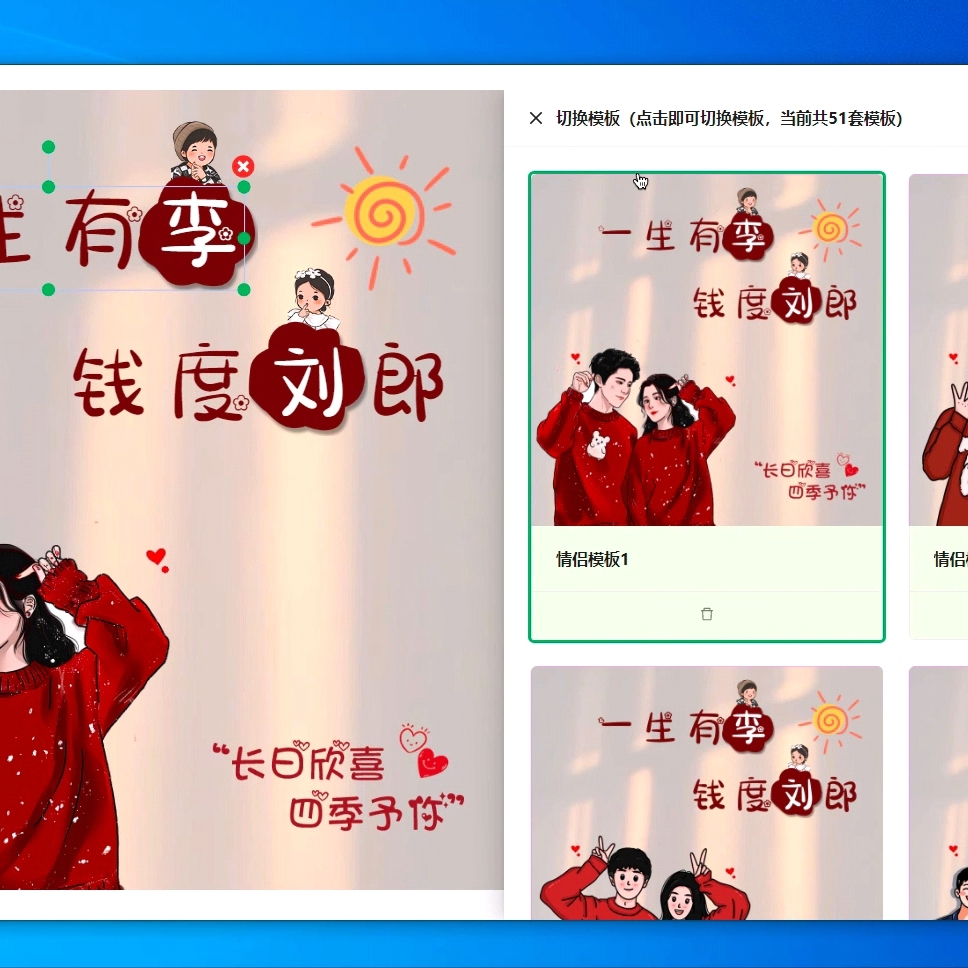 生有李
钱度刘郎
“长日欣喜
四季予你”
切换模板（点击即可切换模板，当前共51套模板）
一生有李
钱度刘郎
“长日欣喜
四季予你”
情侣模板1
情侣
一生有李
钱度刘郎